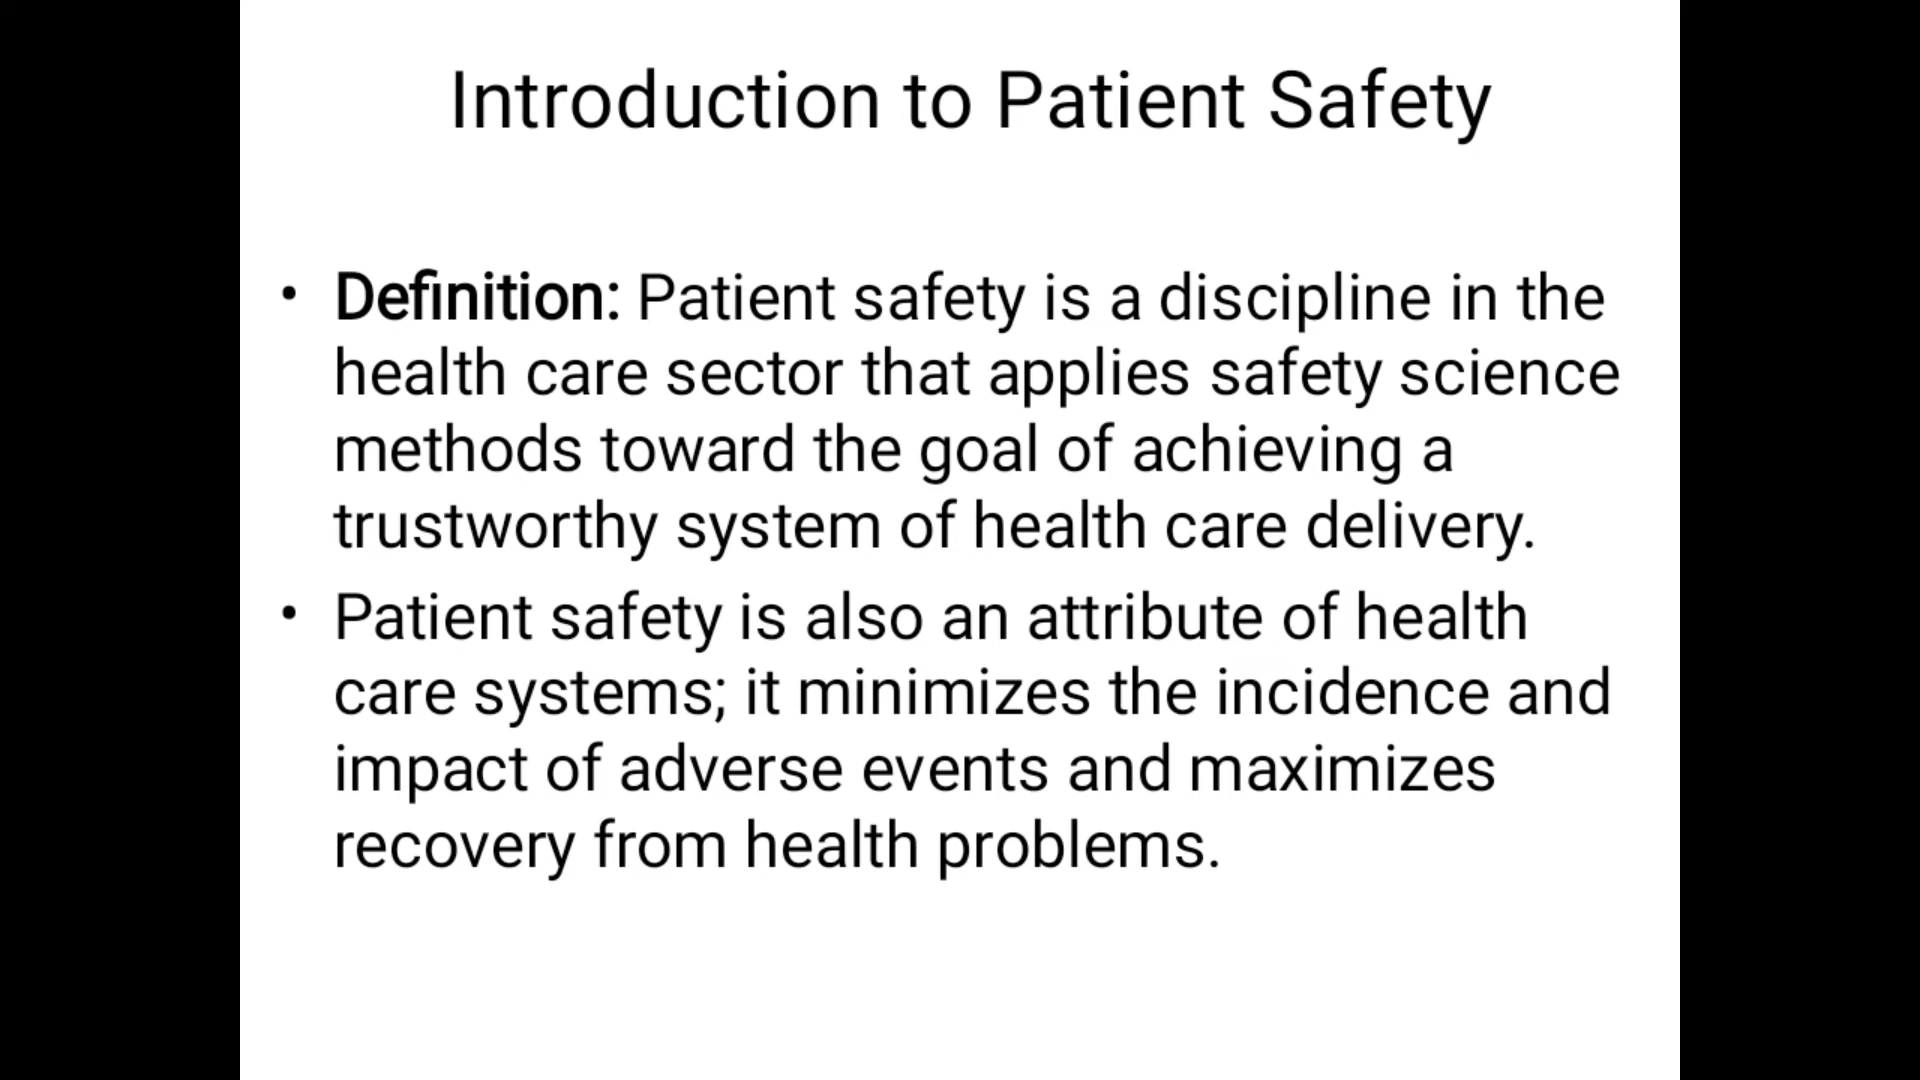 Introduction to Patient Safety
• Definition: Patient safety is a discipline in the
health care sector that applies safety science
methods toward the goal of achieving a
trustworthy system of health care delivery.
• Patient safety is also an attribute of health
care systems; it minimizes the incidence and
impact of adverse events and maximizes
recovery from health problems.